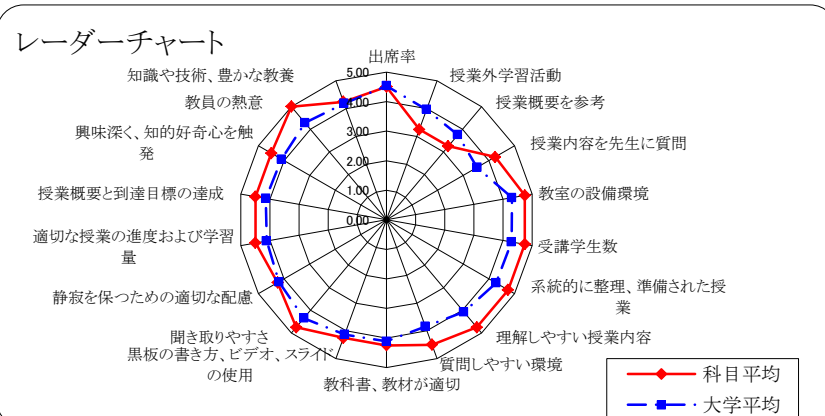 レーダーチャート
出席率
授業外学習活動
授業概要を参考
授業内容を先生に質問
教室の設備環境
受講学生数
系統的に整理、準備された授
業
理解しやすい授業内容
質問しやすい環境
教科書、教材が適切
黒板の書き方、ビデオ、スライド
の使用
聞き取りやすさ
静寂を保つための適切な配慮
適切な授業の進度および学習
量
授業概要と到達目標の達成
興味深く、知的好奇心を触
発
教員の熱意
知識や技術、豊かな教養
5.00
4.00
3.00
2.00
1.00
0.00
科目平均
大学平均